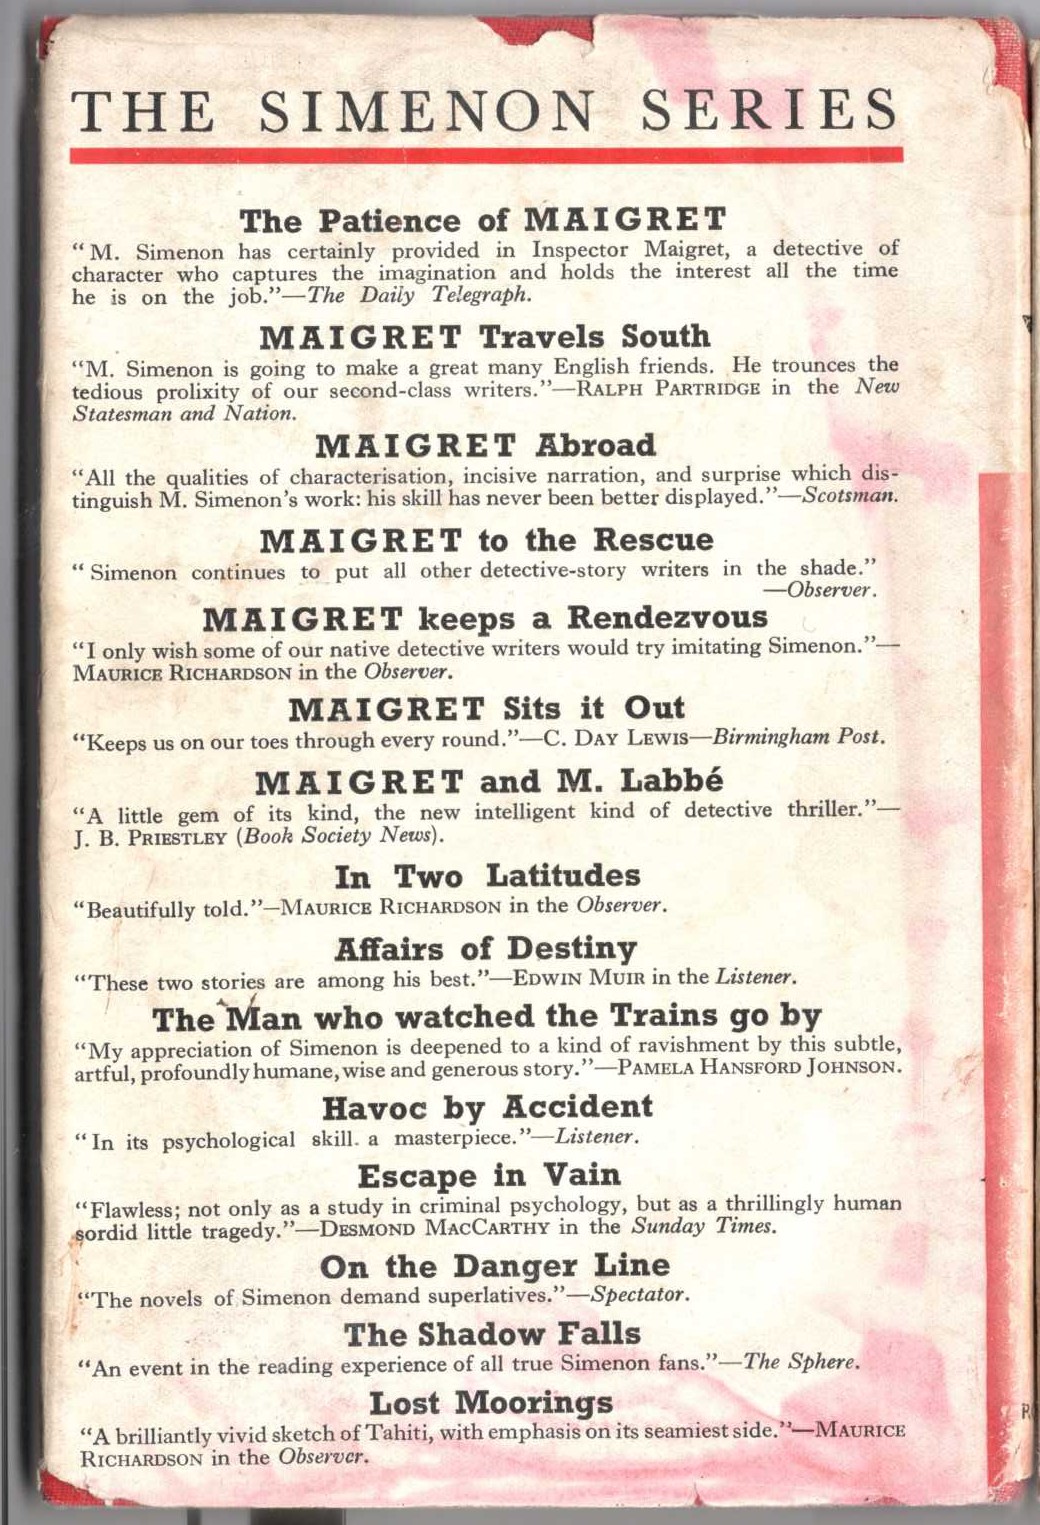 THE SIMENON SERIES
The Patience of MAIGRET
“M. Simenon has certainly provided in Inspector Maigret, a detective of
character who captures the imagination and holds the interest all the time
he is on the job.”—The Daily Telegraph.
MAIGRET Travels South
“M. Simenon is going to make a great many English friends. He trounces the
tedious prolixity of our second-class writers.”—RALPH PARTRIDGE in the New
Statesman and Nation.
MAIGRET Abroad
“All the qualities of characterisation, incisive narration, and surprise which dis-
tinguish M. Simenon’s work: his skill has never been better displayed.”—Scotsman.
MAIGRET to the Rescue
“Simenon continues to put all other detective-story writers in the shade.”
—Observer.
MAIGRET keeps a Rendezvous
“I only wish some of our native detective writers would try imitating Simenon.”—
MAURICE RICHARDSON in the Observer.
MAIGRET Sits it Out
“Keeps us on our toes through every round.”—C. DAY LEWIS—Birmingham Post.
MAIGRET and M. Labbé
“A little gem of its kind, the new intelligent kind of detective thriller.”—
J. B. PRIESTLEY (Book Society News).
In Two Latitudes
“Beautifully told.”—MAURICE RICHARDSON in the Observer.
Affairs of Destiny
“These two stories are among his best.”—EDWIN MUIR in the Listener.
The Man who watched the Trains go by
“My appreciation of Simenon is deepened to a kind of ravishment by this subtle,
artful, profoundly humane, wise and generous story.”—PAMELA HANSFORD JOHNSON.
Havoc by Accident
“In its psychological skill a masterpiece.”—Listener.
Escape in Vain
“Flawless; not only as a study in criminal psychology, but as a thrillingly human
sordid little tragedy.”—DESMOND MACCARTHY in the Sunday Times.
On the Danger Line
“The novels of Simenon demand superlatives.”—Spectator.
The Shadow Falls
“An event in the reading experience of all true Simenon fans.”—The Sphere.
Lost Moorings
“A brilliantly vivid sketch of Tahiti, with emphasis on its seamiest side.”—MAURICE
RICHARDSON in the Observer.